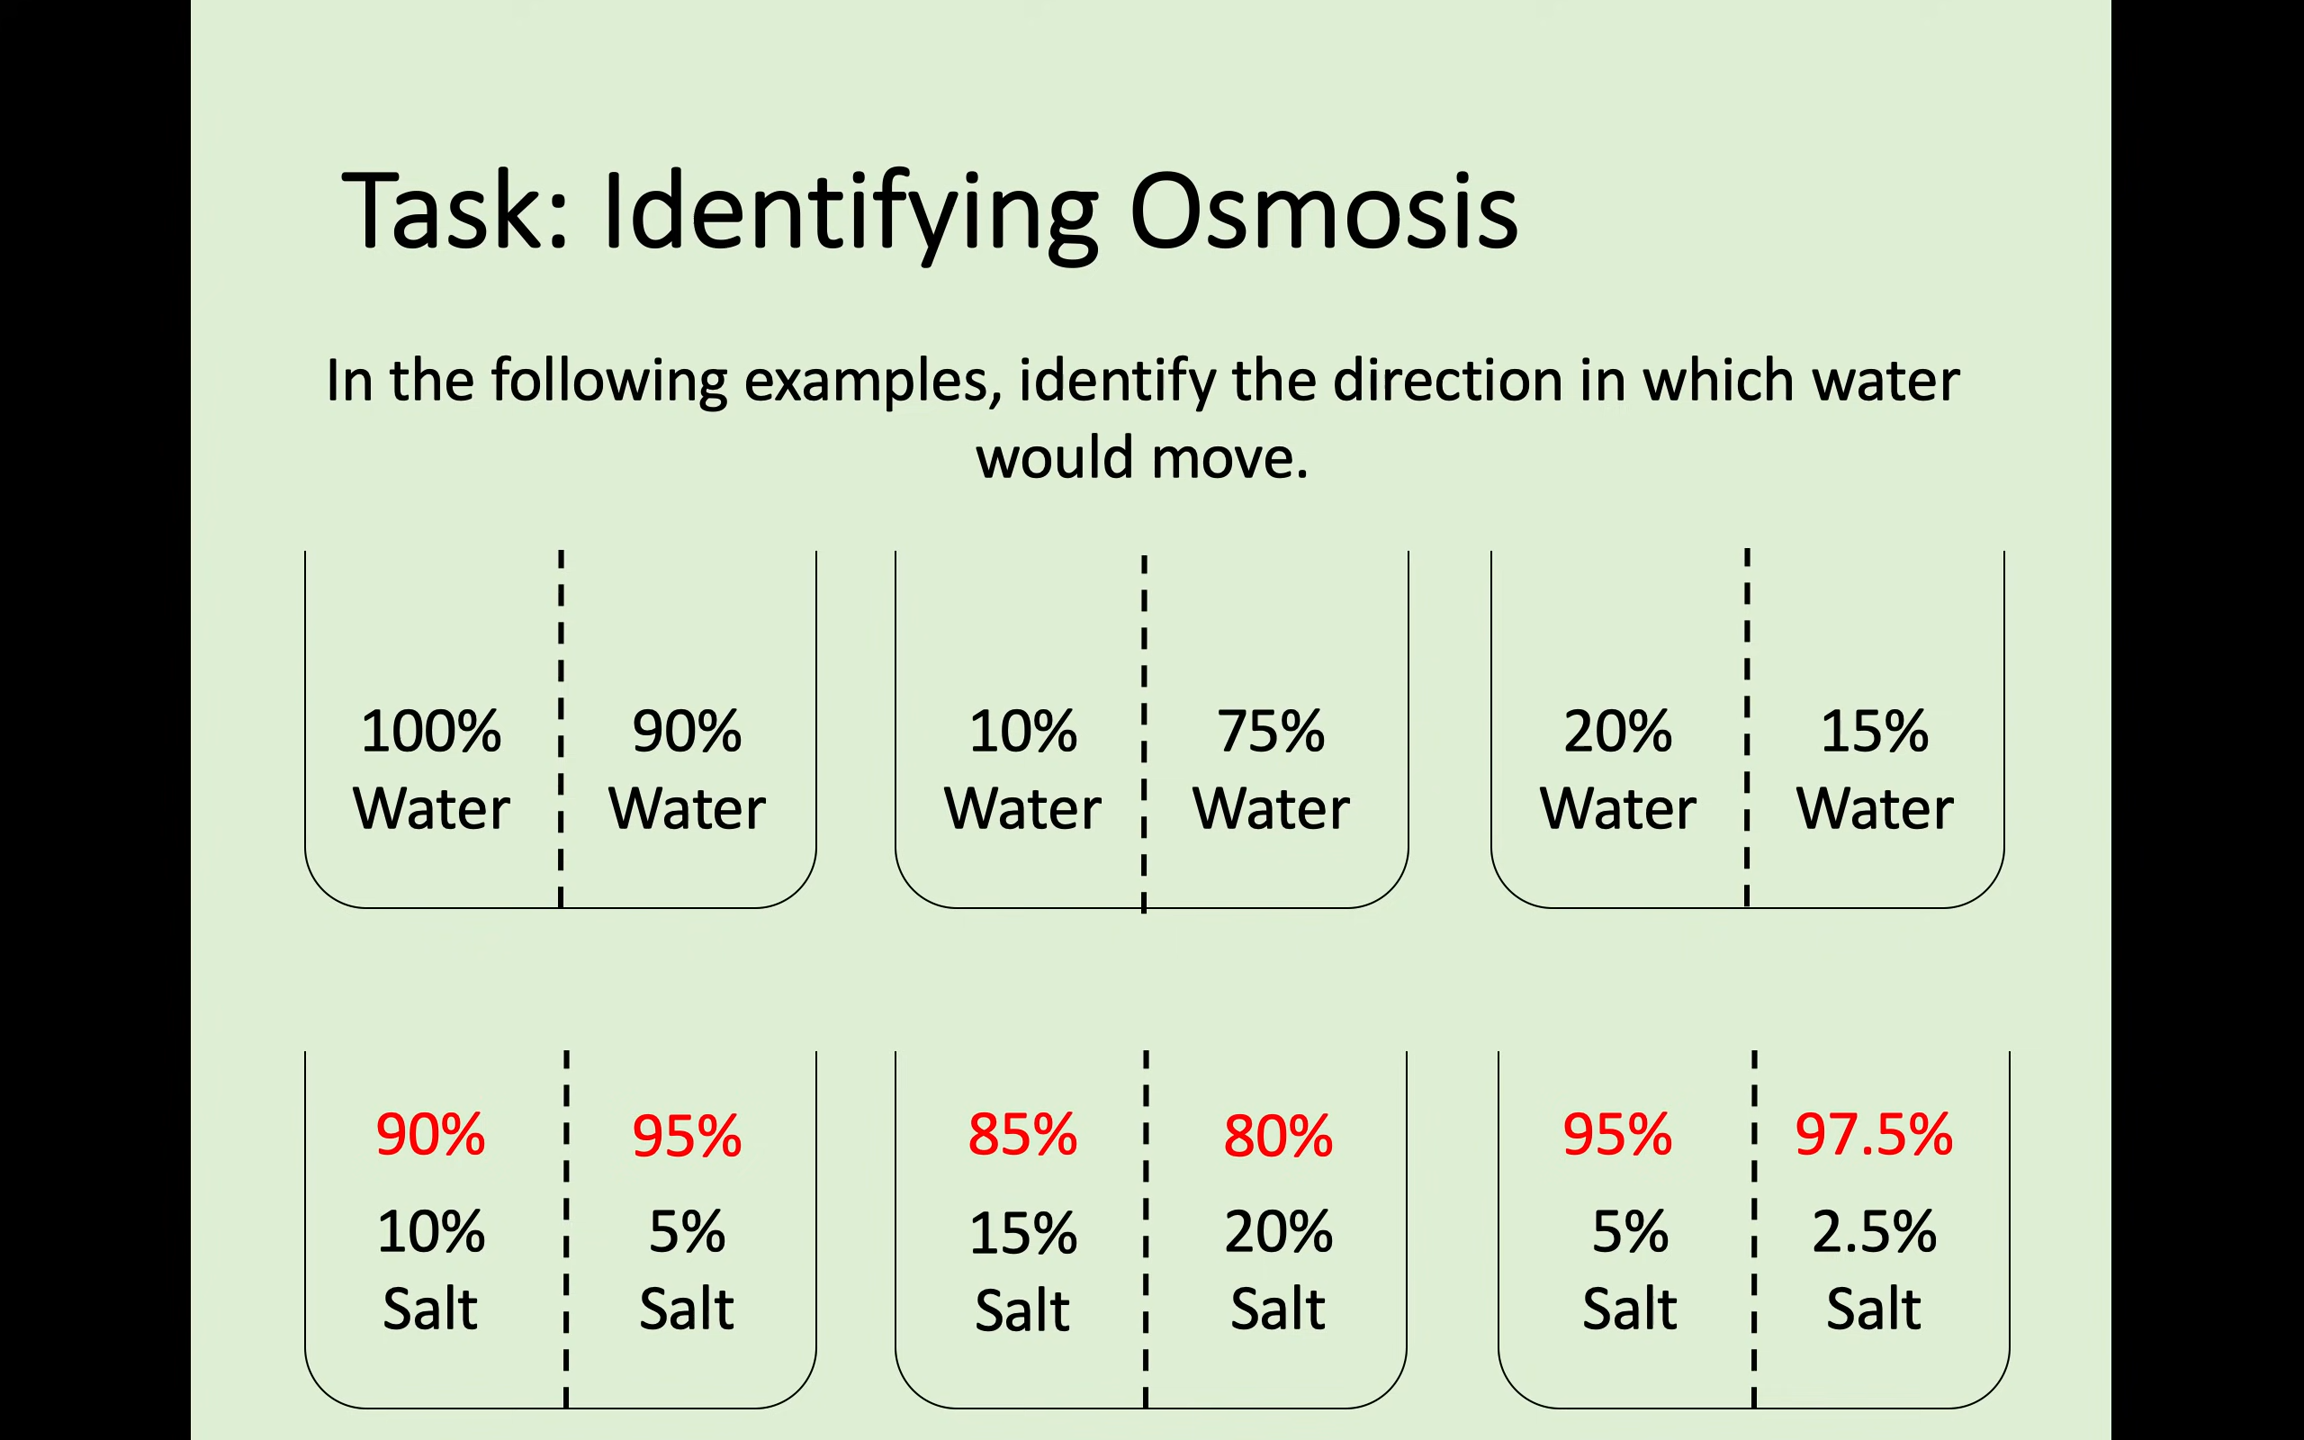 Task: Identifying Osmosis
In the following examples, identify the direction in which water
would move.
100% 90% 10% 75% 20% 15%
Water Water Water Water Water Water
90% 95% 85% 80% 95% 97.5%
10% 5% 15% 20% 5% 2.5%
Salt Salt Salt Salt Salt Salt